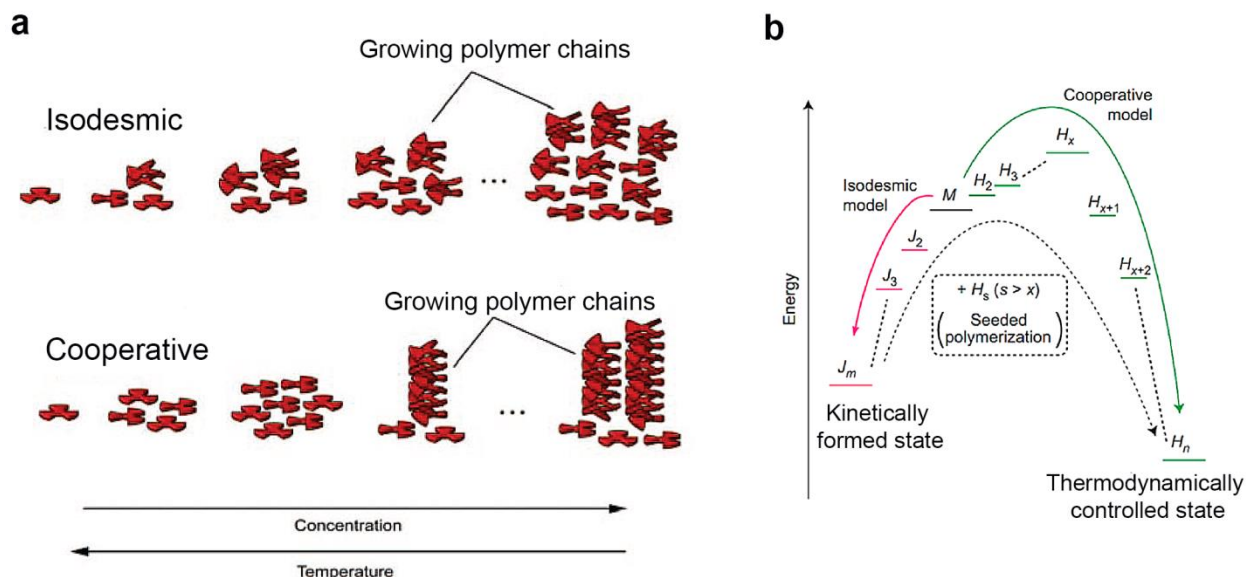 a
Growing polymer chains
Isodesmic
...
Growing polymer chains
Cooperative
...
Concentration
Temperature
b
Energy
Cooperative
model
Isodesmic
model
M
H2
H3
Hx
Hx+1
Hx+2
J2
J3
+ Hs (s > x)
( Seeded
polymerization )
Jm
Kinetically
formed state
Hn
Thermodynamically
controlled state